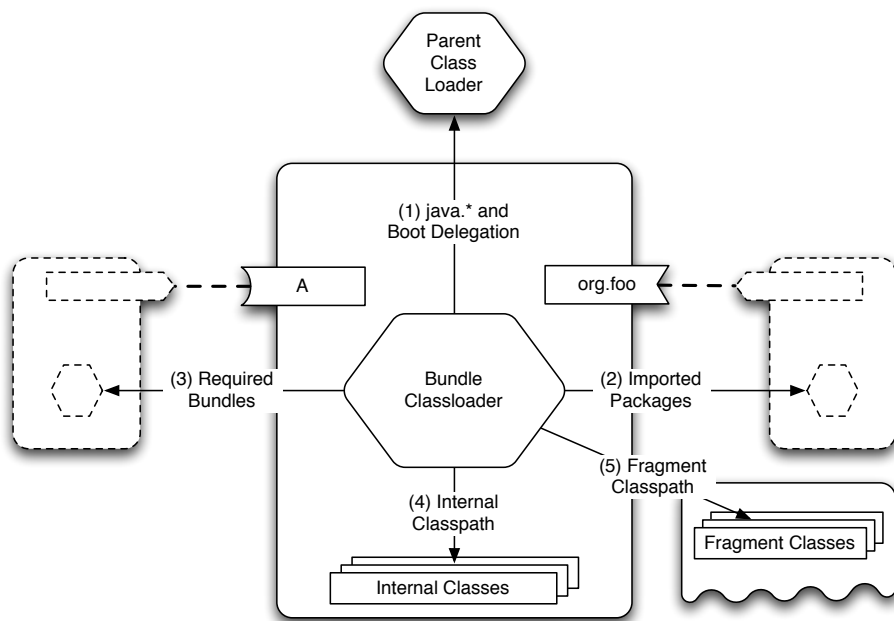 Parent
Class
Loader
(1) java.* and
Boot Delegation
A
org.foo
(3) Required
Bundles
Bundle
Classloader
(2) Imported
Packages
(5) Fragment
Classpath
(4) Internal
Classpath
Fragment Classes
Internal Classes